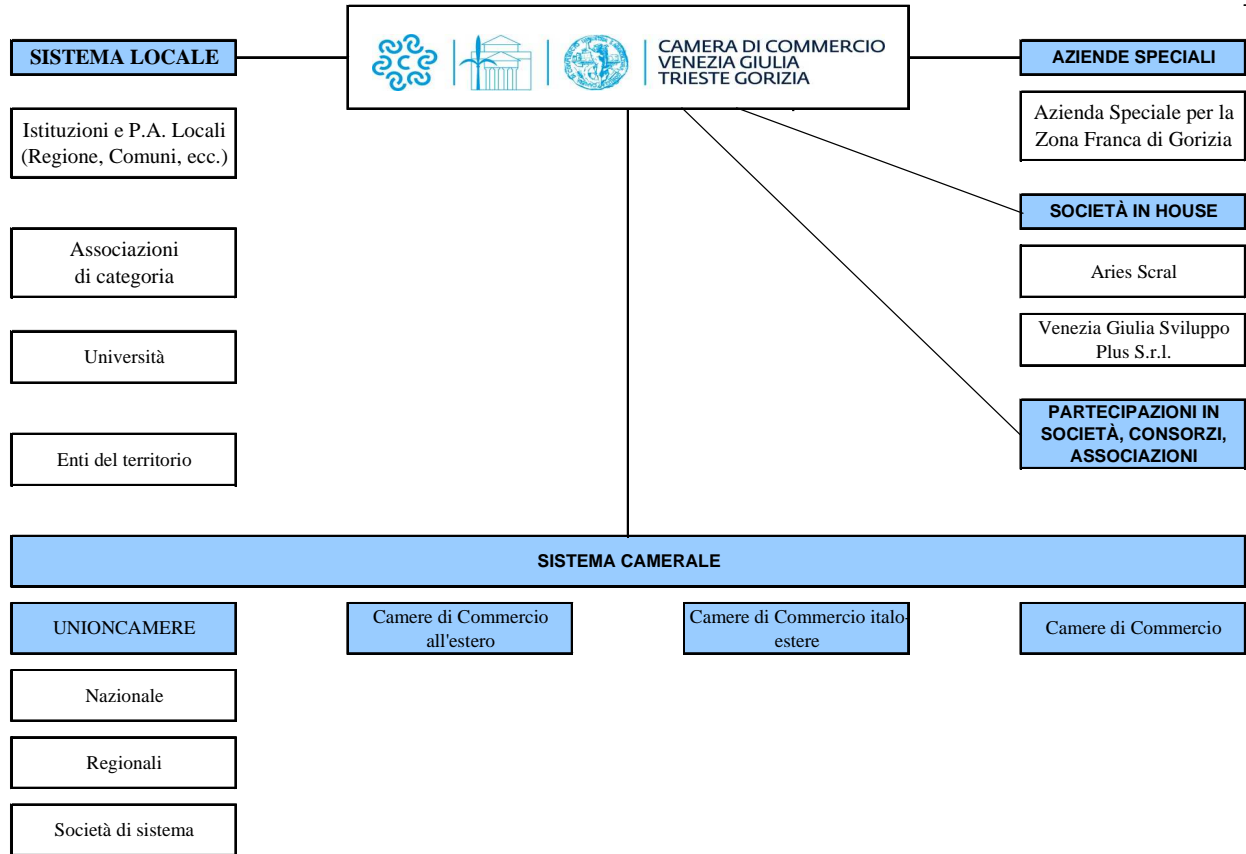 SISTEMA LOCALE
CAMERA DI COMMERCIO
VENEZIA GIULIA
TRIESTE GORIZIA
AZIENDE SPECIALI
Istituzioni e P.A. Locali
(Regione, Comuni, ecc.)
Azienda Speciale per la
Zona Franca di Gorizia
SOCIETÀ IN HOUSE
Associazioni
di categoria
Aries Scral
Università
Venezia Giulia Sviluppo
Plus S.r.l.
PARTECIPAZIONI IN
SOCIETÀ, CONSORZI,
ASSOCIAZIONI
Enti del territorio
SISTEMA CAMERALE
UNIONCAMERE
Camere di Commercio
all'estero
Camere di Commercio italo-
estere
Camere di Commercio
Nazionale
Regionali
Società di sistema